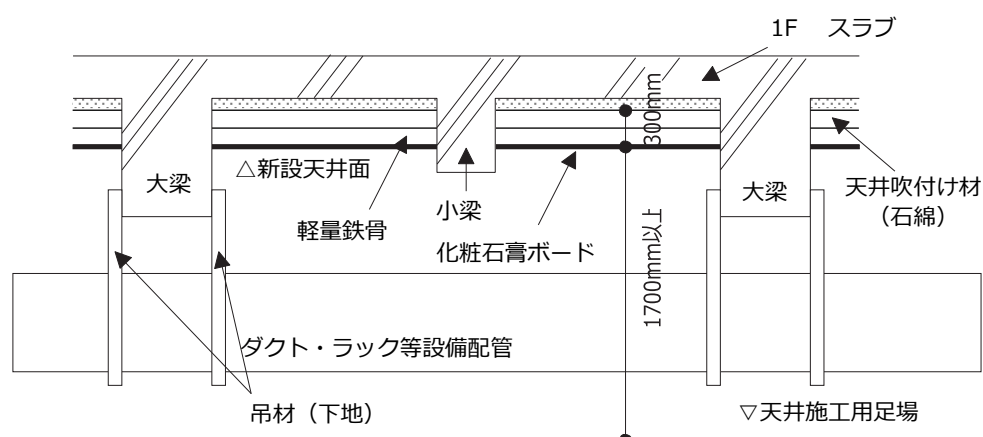 1F スラブ
300mm
大梁
△新設天井面
小梁
大梁
天井吹付け材
（石綿）
軽量鉄骨
化粧石膏ボード
1700mm以上
ダクト・ラック等設備配管
吊材（下地）
▽天井施工用足場